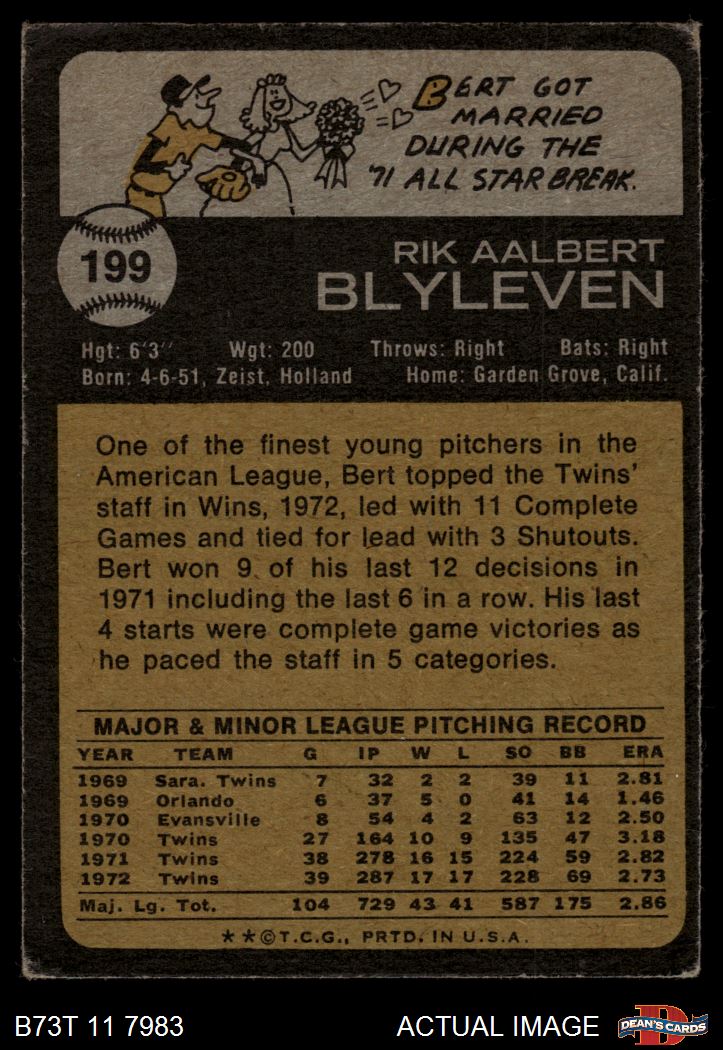 BERT GOT
MARRIED
DURING THE
'71 ALL STAR BREAK.
199
RIK AALBERT
BLYLEVEN
Hgt: 6'3'' Wgt: 200 Throws: Right Bats: Right
Born: 4-6-51, Zeist, Holland Home: Garden Grove, Calif.
One of the finest young pitchers in the
American League, Bert topped the Twins'
staff in Wins, 1972, led with 11 Complete
Games and tied for lead with 3 Shutouts.
Bert won 9 of his last 12 decisions in
1971 including the last 6 in a row. His last
4 starts were complete game victories as
he paced the staff in 5 categories.
MAJOR & MINOR LEAGUE PITCHING RECORD
YEAR TEAM G IP W L SO BB ERA
1969 Sara. Twins 7 32 2 2 39 11 2.81
1969 Orlando 6 37 5 0 41 14 1.46
1970 Evansville 8 54 4 2 63 12 2.50
1970 Twins 27 164 10 9 135 47 3.18
1971 Twins 38 278 16 15 224 59 2.82
1972 Twins 39 287 17 17 228 69 2.73
Maj. Lg. Tot. 104 729 43 41 587 175 2.86
★★©T.C.G., PRTD. IN U.S.A.
B73T 11 7983 ACTUAL IMAGE
D
DEAN'S CARDS